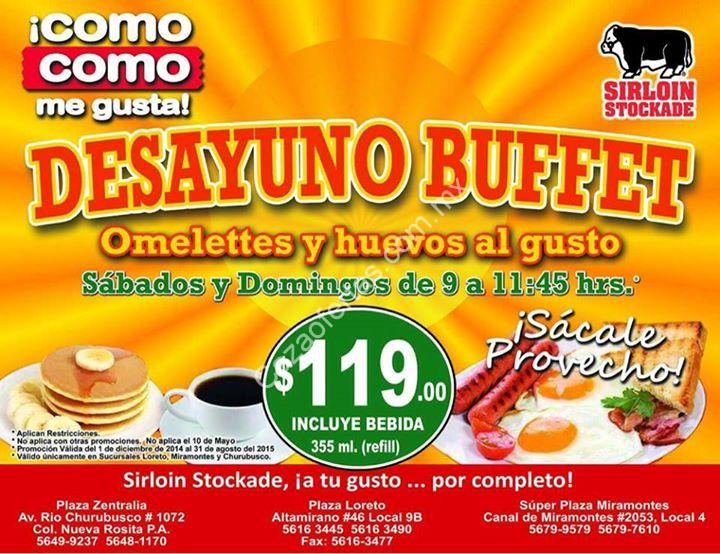 ¡como
como
me gusta!
SIRLOIN
STOCKADE
DESAYUNO BUFFET
Omelettes y huevos al gusto
Sábados y Domingos de 9 a 11:45 hrs.*
¡Sácale
Provecho!
$119.00
INCLUYE BEBIDA
355 ml. (refill)
* Aplican Restricciones.
* No aplica con otras promociones. No aplica el 10 de Mayo
* Promoción Válida del 1 de diciembre de 2014 al 31 de agosto del 2015
* Válido únicamente en Sucursales Loreto, Miramontes y Churubusco.
Sirloin Stockade, ¡a tu gusto ... por completo!
Plaza Zentralia
Av. Rio Churubusco # 1072
Col. Nueva Rosita P.A.
5649-9237 5648-1170
Plaza Loreto
Altamirano #46 Local 9B
5616 3445 5616 3490
Fax: 5616-3477
Súper Plaza Miramontes
Canal de Miramontes #2053, Local 4
5679-9579 5679-7610